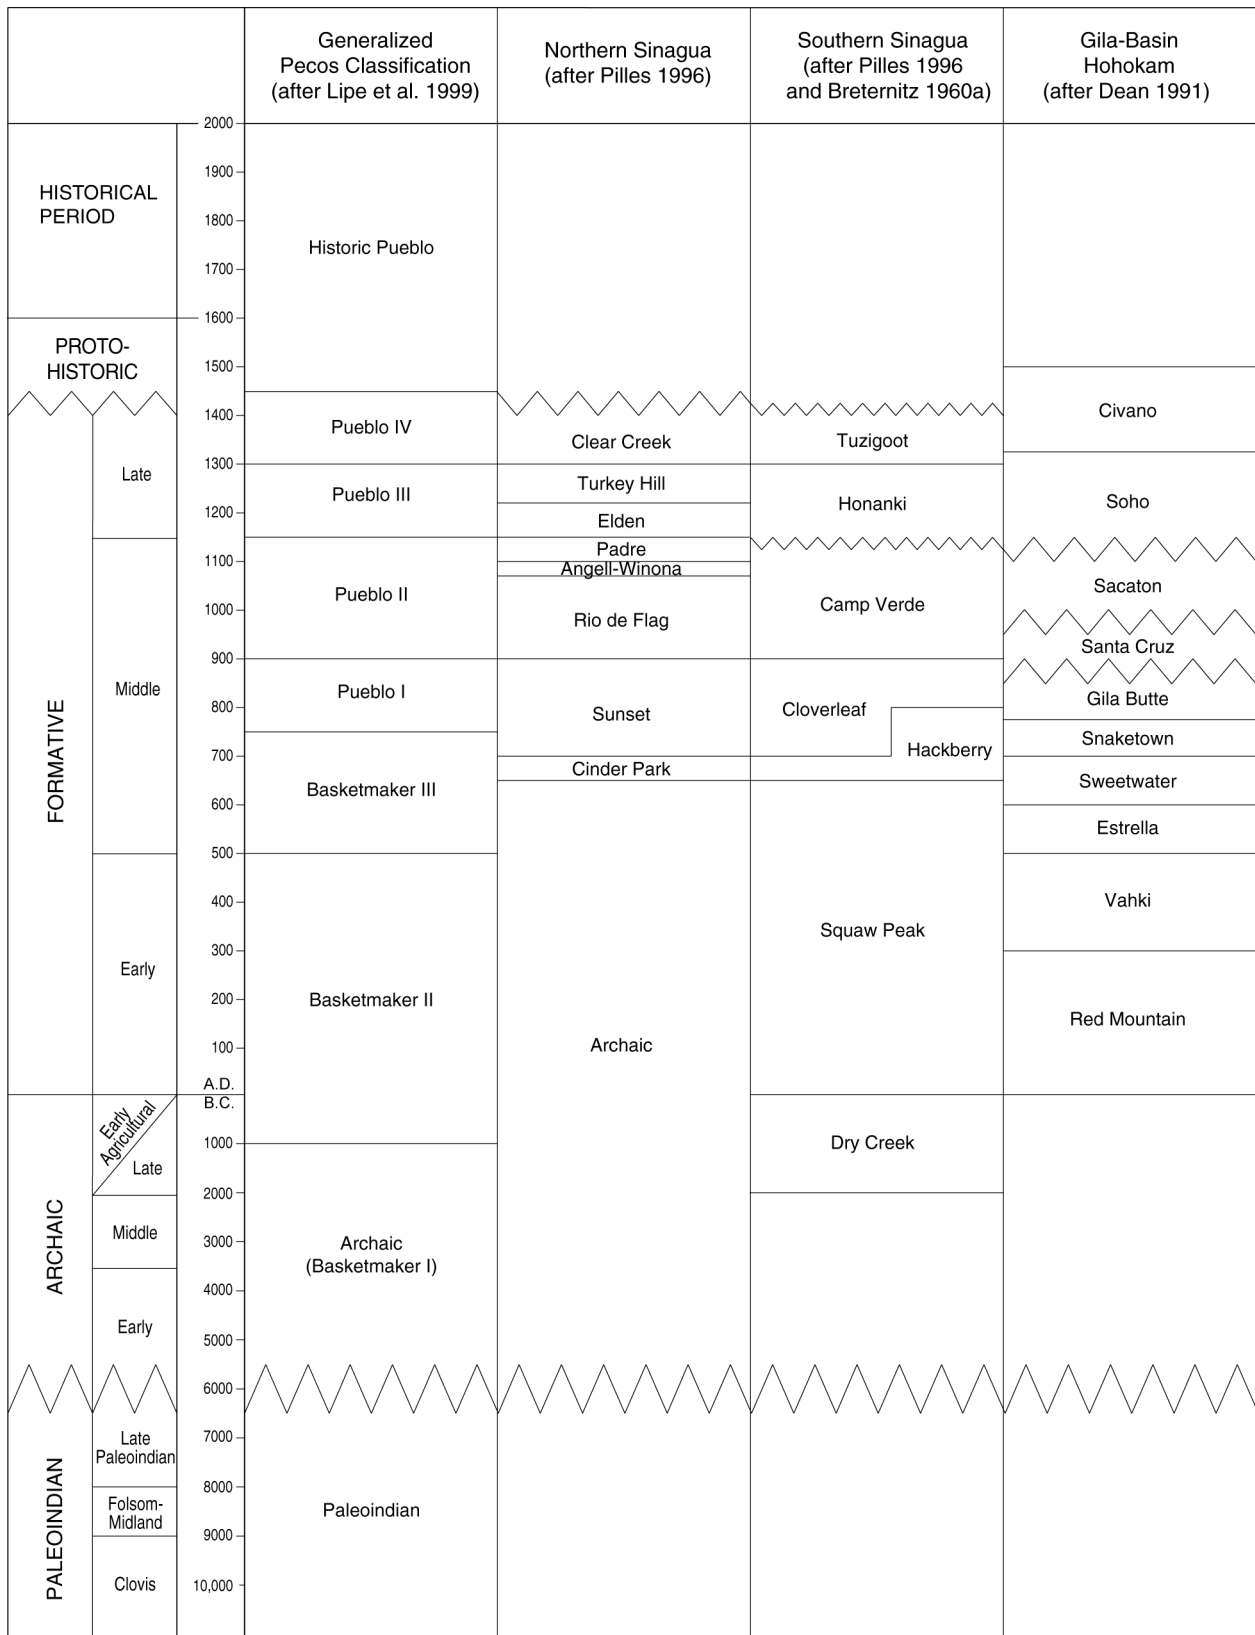 Generalized
Pecos Classification
(after Lipe et al. 1999)
Northern Sinagua
(after Pilles 1996)
Southern Sinagua
(after Pilles 1996
and Breternitz 1960a)
Gila-Basin
Hohokam
(after Dean 1991)
HISTORICAL
PERIOD
PROTO-
HISTORIC
FORMATIVE
Late
Middle
Early
ARCHAIC
Early
Agricultural
Late
Middle
Early
PALEOINDIAN
Late
Paleoindian
Folsom-
Midland
Clovis
2000
1900
1800
1700
1600
1500
1400
1300
1200
1100
1000
900
800
700
600
500
400
300
200
100
A.D.
B.C.
1000
2000
3000
4000
5000
6000
7000
8000
9000
10,000
Historic Pueblo
Pueblo IV
Pueblo III
Pueblo II
Pueblo I
Basketmaker III
Basketmaker II
Archaic
(Basketmaker I)
Paleoindian
Clear Creek
Turkey Hill
Elden
Padre
Angell-Winona
Rio de Flag
Sunset
Cinder Park
Archaic
Tuzigoot
Honanki
Camp Verde
Cloverleaf
Hackberry
Squaw Peak
Dry Creek
Civano
Soho
Sacaton
Santa Cruz
Gila Butte
Snaketown
Sweetwater
Estrella
Vahki
Red Mountain